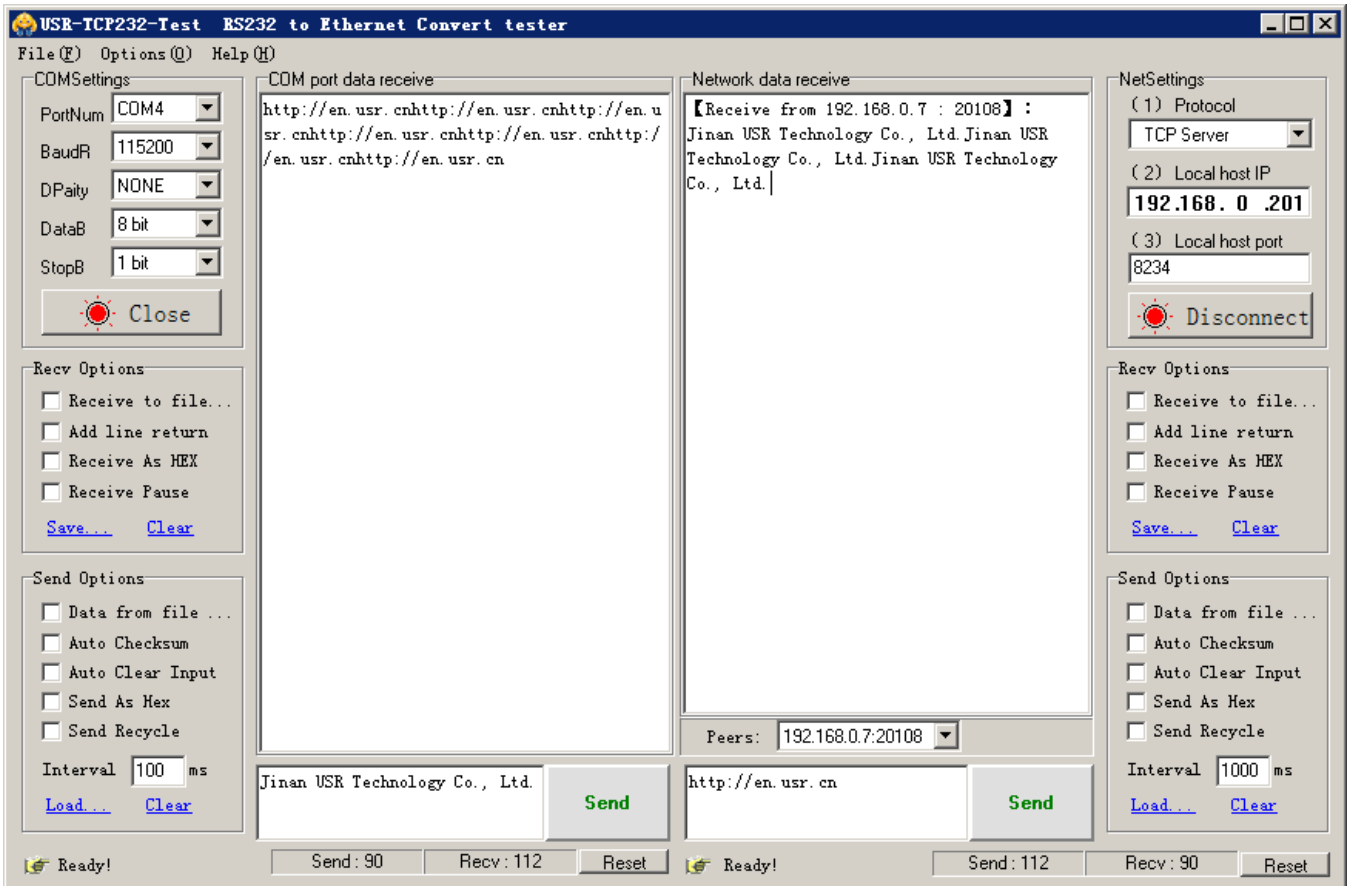 USR-TCP232-Test RS232 to Ethernet Convert tester
File(F) Options(O) Help(H)
COMSettings
PortNum COM4
BaudR 115200
DPaity NONE
DataB 8 bit
StopB 1 bit
Close
Recv Options
Receive to file...
Add line return
Receive As HEX
Receive Pause
Save... Clear
Send Options
Data from file ...
Auto Checksum
Auto Clear Input
Send As Hex
Send Recycle
Interval 100 ms
Load... Clear
Ready!
COM port data receive
http://en.usr.cnhttp://en.usr.cnhttp://en.u
sr.cnhttp://en.usr.cnhttp://en.usr.cnhttp:/
/en.usr.cnhttp://en.usr.cn
Jinan USR Technology Co., Ltd.
Send
Send : 90 Recv : 112 Reset
Network data receive
【Receive from 192.168.0.7 : 20108】：
Jinan USR Technology Co., Ltd.Jinan USR
Technology Co., Ltd.Jinan USR Technology
Co., Ltd.
Peers: 192.168.0.7:20108
http://en.usr.cn
Send
Ready!
Send : 112 Recv : 90 Reset
NetSettings
(1) Protocol
TCP Server
(2) Local host IP
192.168. 0 .201
(3) Local host port
8234
Disconnect
Recv Options
Receive to file...
Add line return
Receive As HEX
Receive Pause
Save... Clear
Send Options
Data from file ...
Auto Checksum
Auto Clear Input
Send As Hex
Send Recycle
Interval 1000 ms
Load... Clear